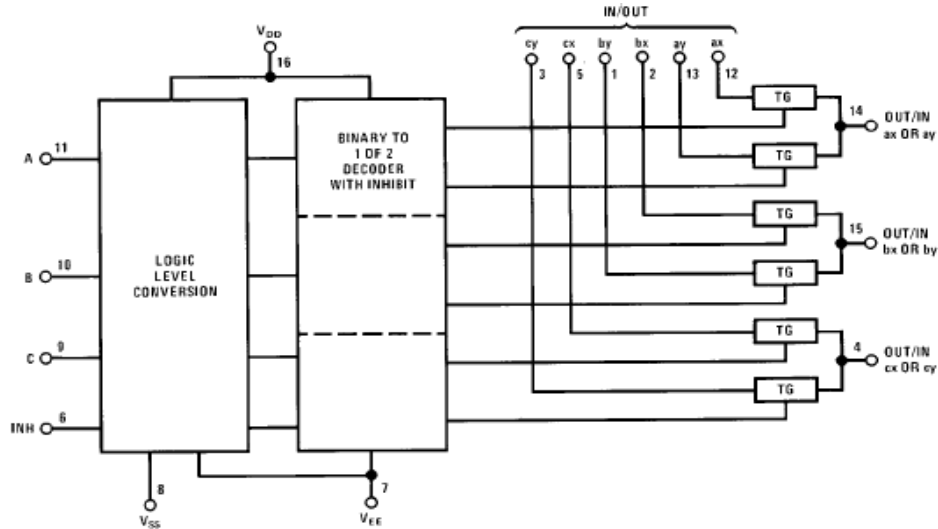 IN/OUT
VDD
16
cy cx by bx ay ax
3 5 1 2 13 12
TG
14
OUT/IN
ax OR ay
BINARY TO
1 OF 2
DECODER
WITH INHIBIT
A 11
TG
TG
15
OUT/IN
bx OR by
LOGIC
LEVEL
CONVERSION
B 10
TG
TG
4
OUT/IN
cx OR cy
C 9
TG
INH 6
8
VSS
7
VEE